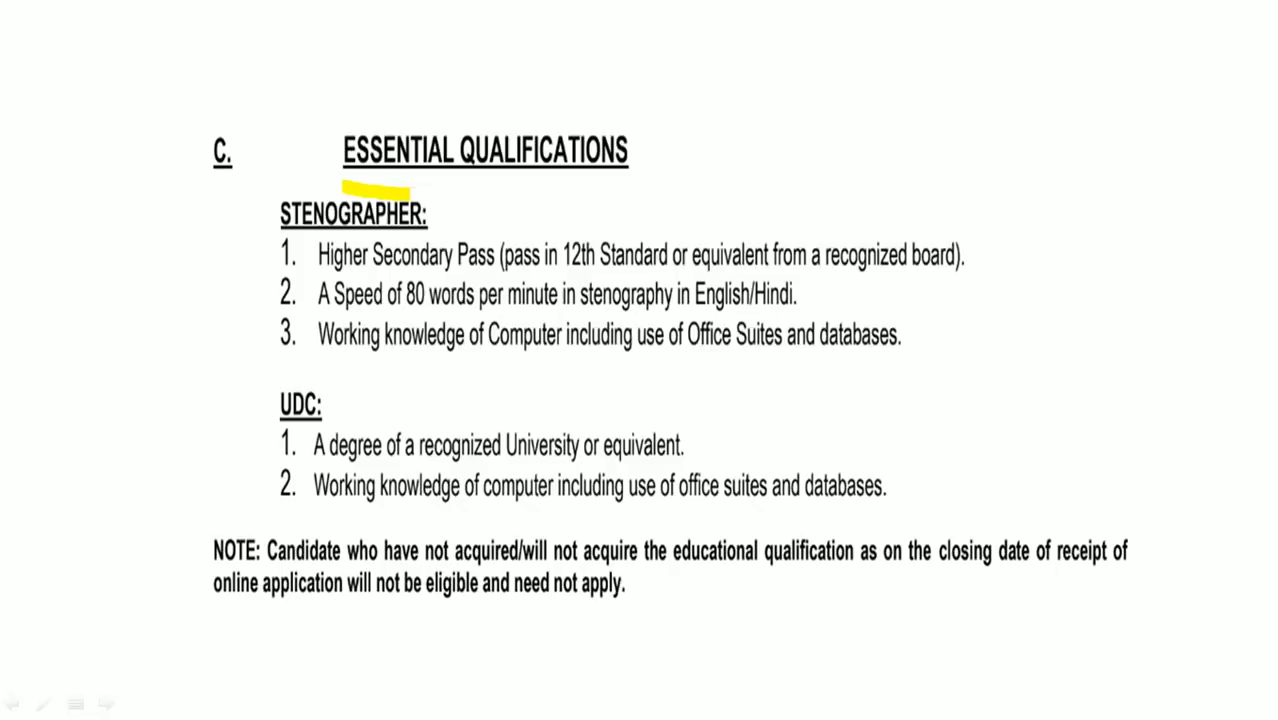 C. ESSENTIAL QUALIFICATIONS
STENOGRAPHER:
1. Higher Secondary Pass (pass in 12th Standard or equivalent from a recognized board).
2. A Speed of 80 words per minute in stenography in English/Hindi.
3. Working knowledge of Computer including use of Office Suites and databases.
UDC:
1. A degree of a recognized University or equivalent.
2. Working knowledge of computer including use of office suites and databases.
NOTE: Candidate who have not acquired/will not acquire the educational qualification as on the closing date of receipt of
online application will not be eligible and need not apply.